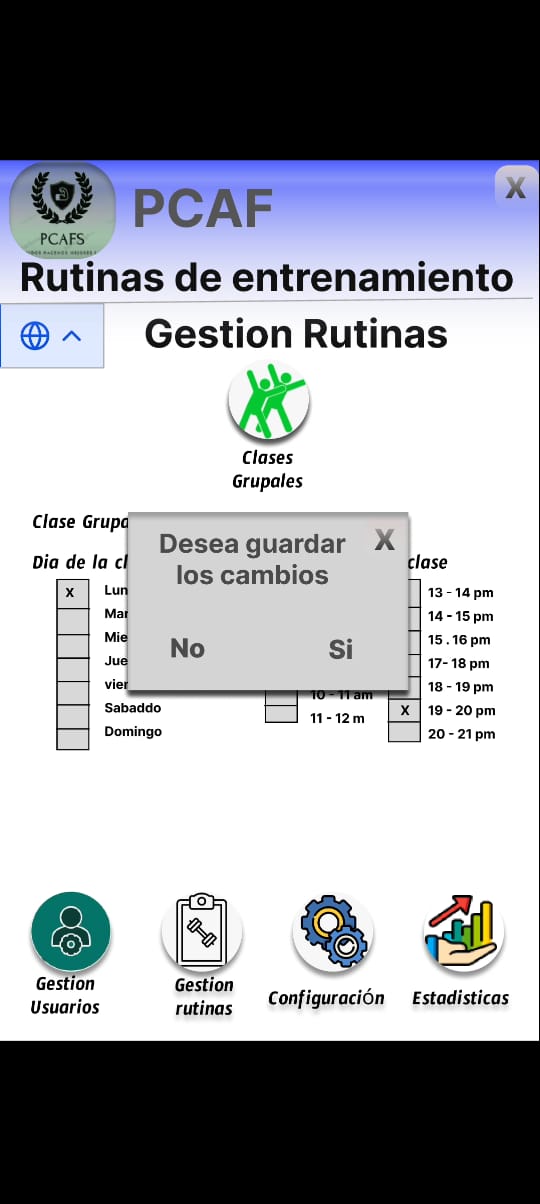 PCAFS
PCAF
X
Rutinas de entrenamiento
Gestion Rutinas
Clases
Grupales
Clase Grupa
Dia de la cl
clase
Desea guardar
los cambios
X
No
Si
X
Lun
Mar
Mie
Jue
vier
Sabaddo
Domingo
10 - 11 am
11 - 12 m
13 - 14 pm
14 - 15 pm
15 . 16 pm
17- 18 pm
18 - 19 pm
X 19 - 20 pm
20 - 21 pm
Gestion
Usuarios
Gestion
rutinas
Configuración
Estadisticas